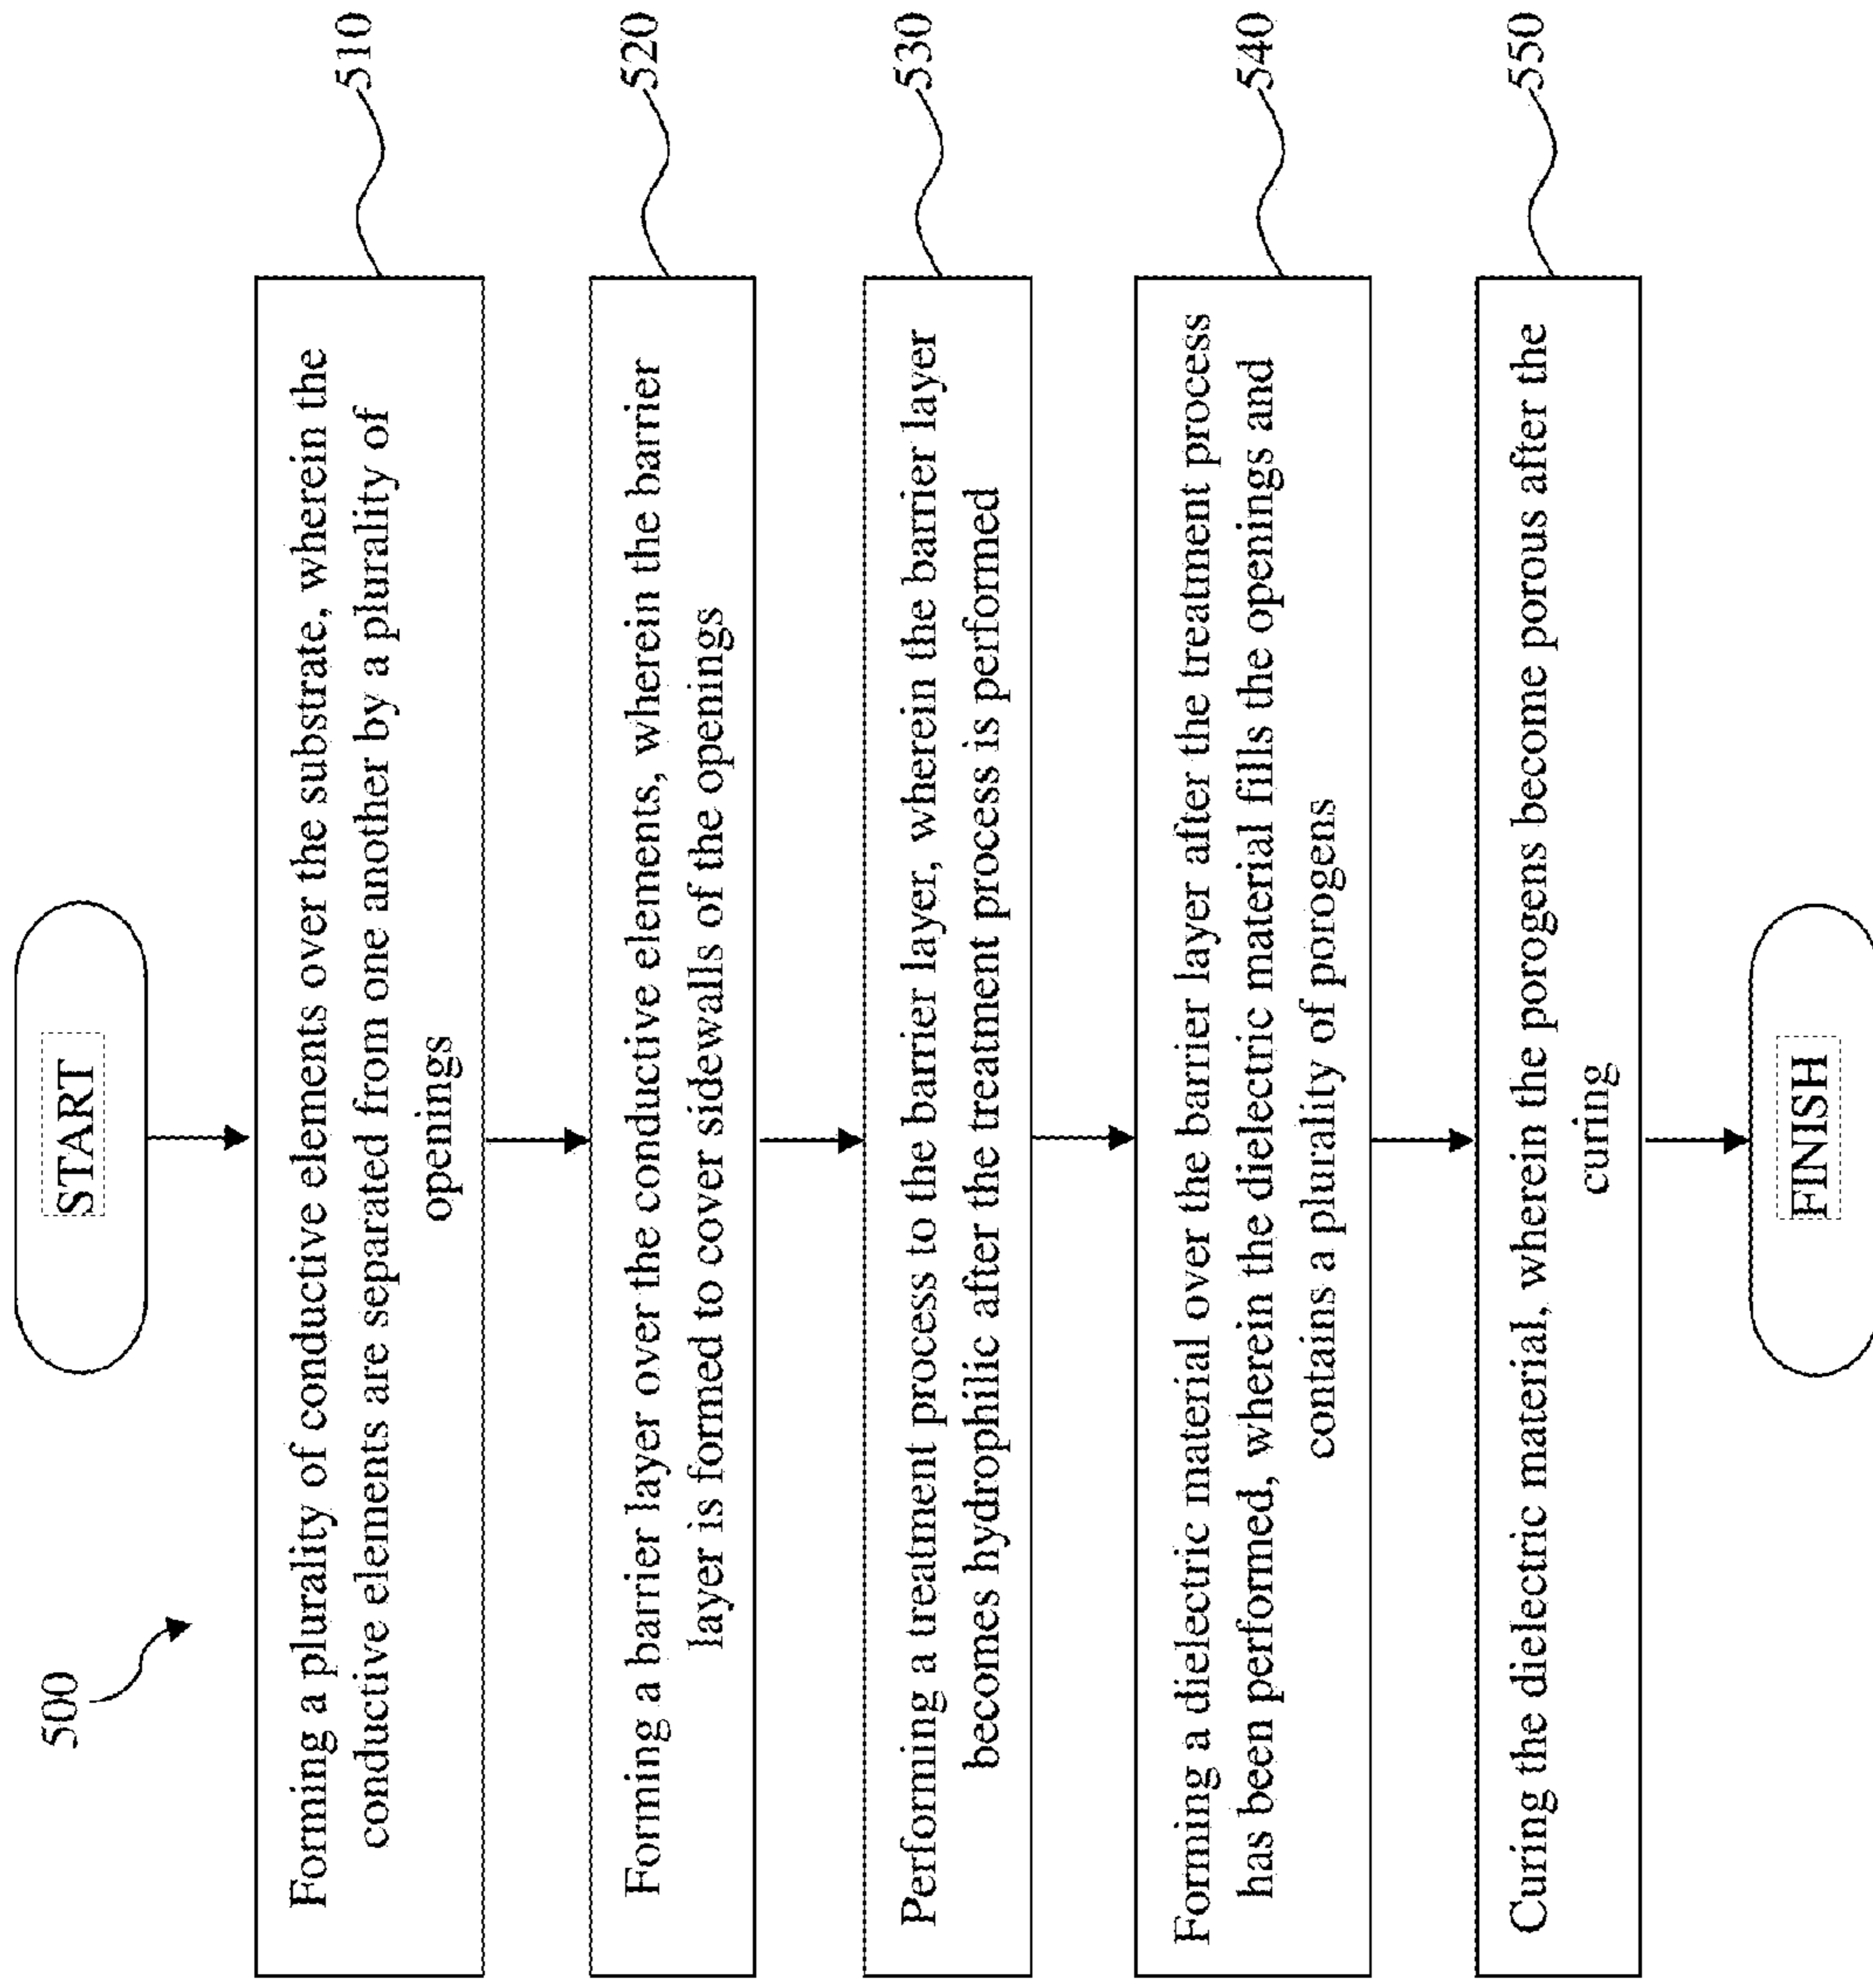 500
START
Forming a plurality of conductive elements over the substrate, wherein the
conductive elements are separated from one another by a plurality of
openings
510
Forming a barrier layer over the conductive elements, wherein the barrier
layer is formed to cover sidewalls of the openings
520
Performing a treatment process to the barrier layer, wherein the barrier layer
becomes hydrophilic after the treatment process is performed
530
Forming a dielectric material over the barrier layer after the treatment process
has been performed, wherein the dielectric material fills the openings and
contains a plurality of porogens
540
Curing the dielectric material, wherein the porogens become porous after the
curing
550
FINISH